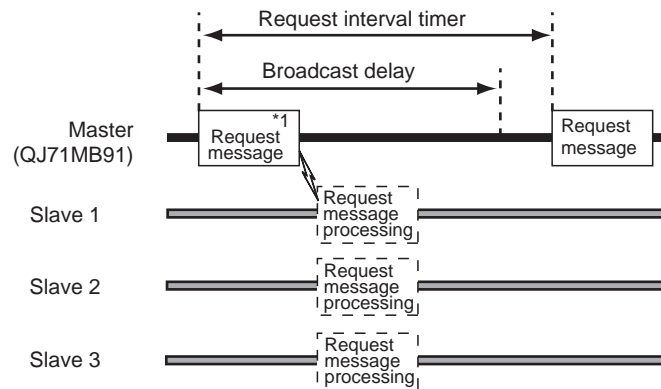 Request interval timer
Broadcast delay
*1
Master
(QJ71MB91)
Request
message
Request
message
Slave 1
Request
message
processing
Slave 2
Request
message
processing
Slave 3
Request
message
processing